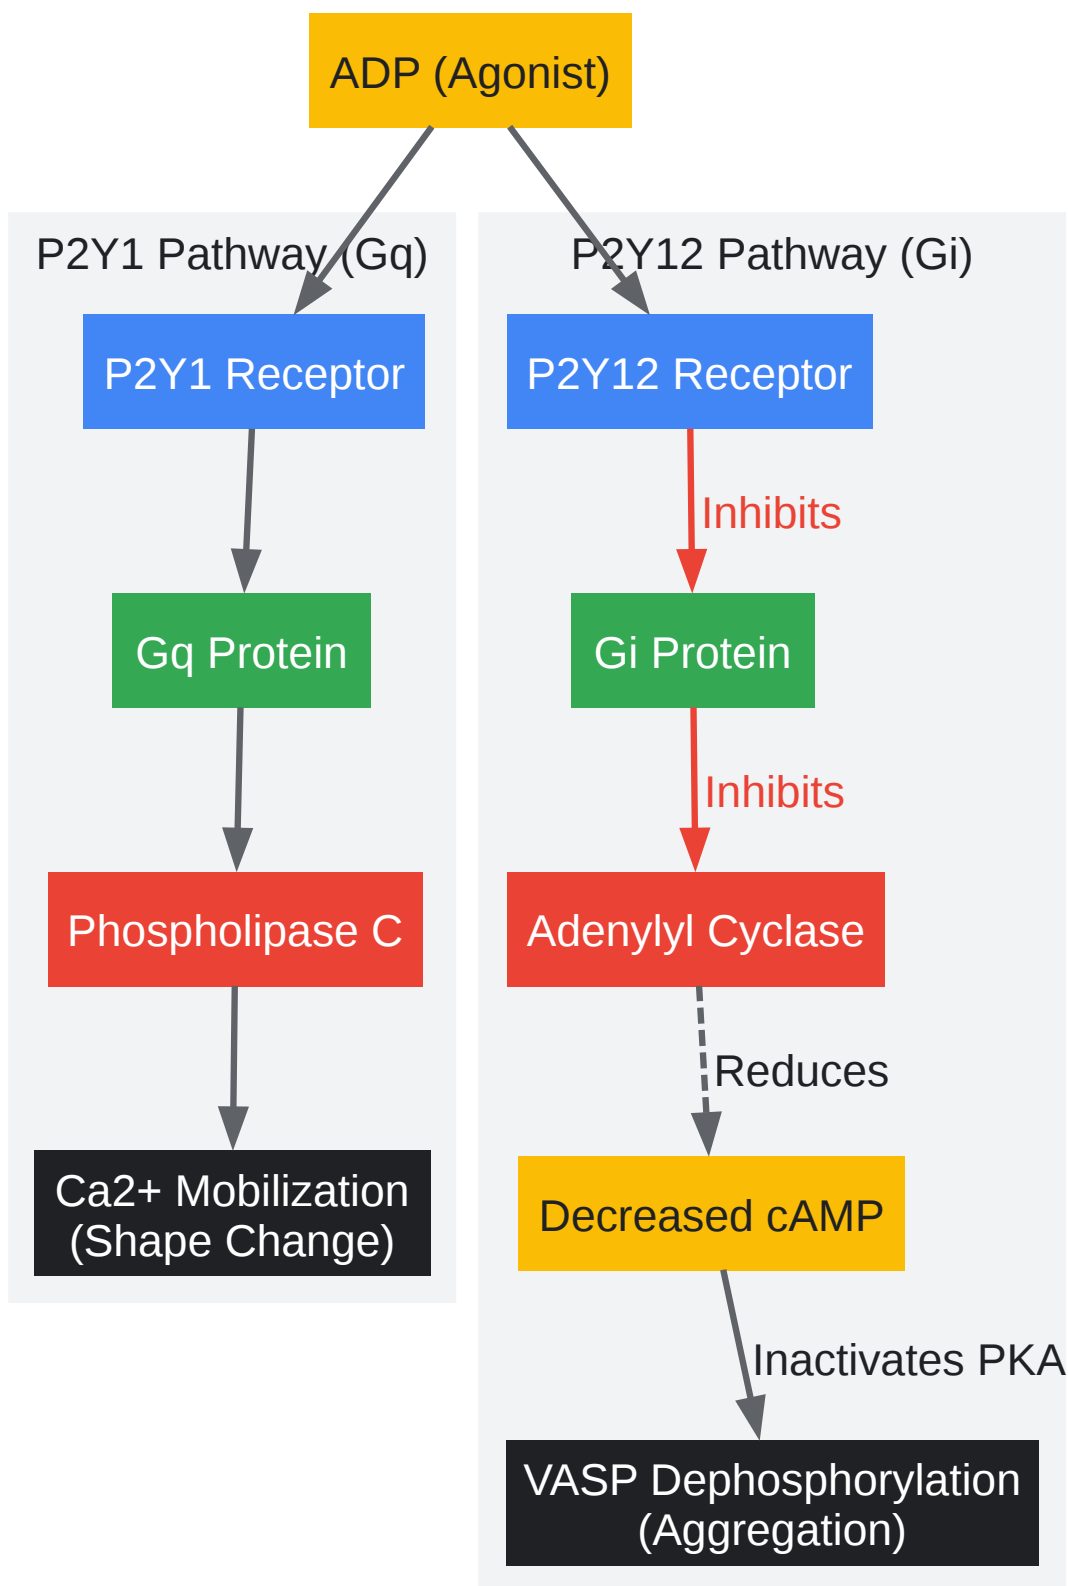 ADP (Agonist)
P2Y1 Pathway (Gq)
P2Y1 Receptor
Gq Protein
Phospholipase C
Ca2+ Mobilization
(Shape Change)
P2Y12 Pathway (Gi)
P2Y12 Receptor
Inhibits
Gi Protein
Inhibits
Adenylyl Cyclase
Reduces
Decreased cAMP
Inactivates PKA
VASP Dephosphorylation
(Aggregation)